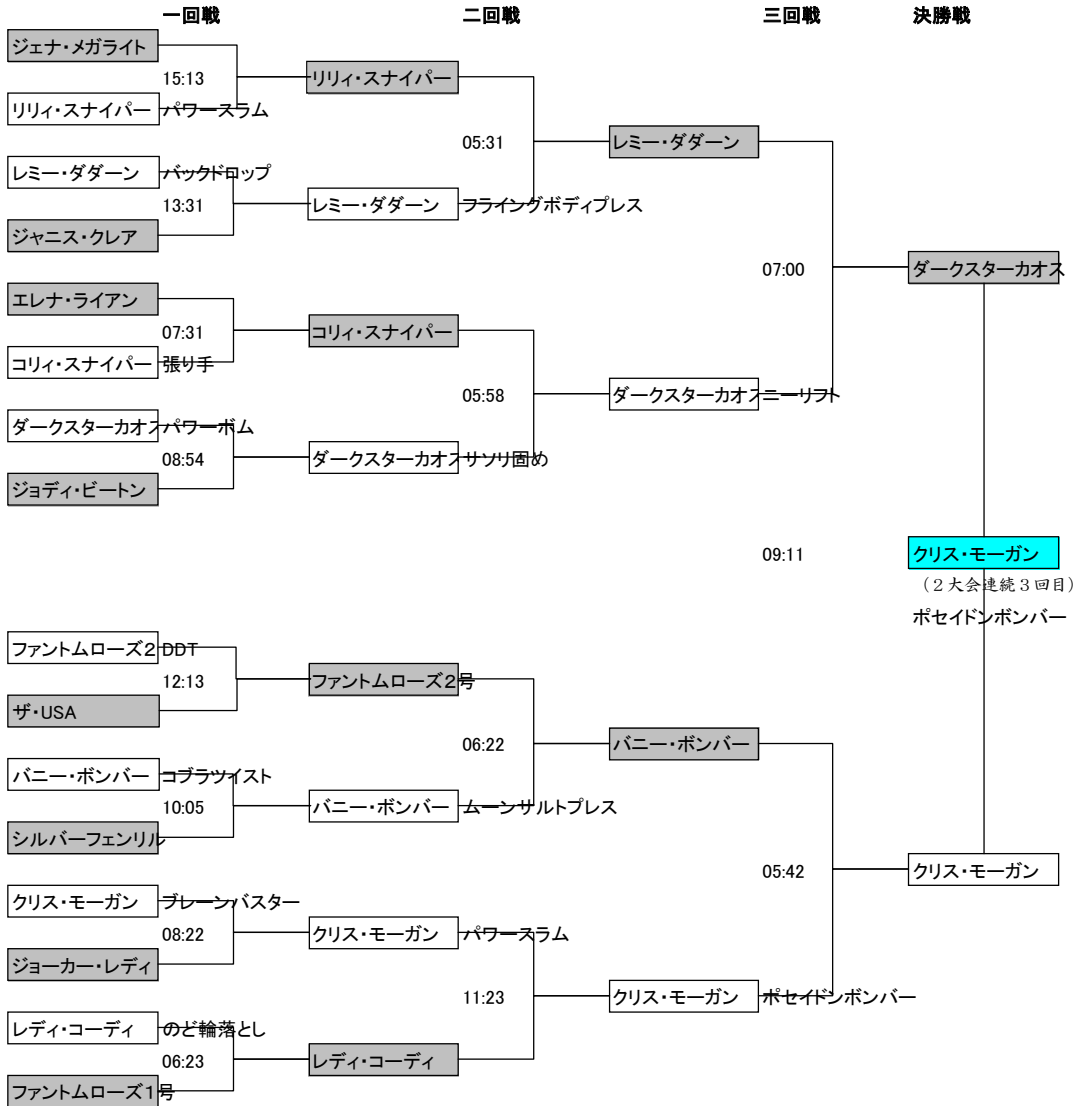 一回戦 二回戦 三回戦 決勝戦
ジェナ・メガライト
15:13 リリィ・スナイパー
リリィ・スナイパー パワースラム
05:31 レミー・ダダーン
レミー・ダダーン バックドロップ
13:31 レミー・ダダーン フライングボディプレス
ジャニス・クレア
07:00 ダークスターカオス
エレナ・ライアン
07:31 コリィ・スナイパー
コリィ・スナイパー 張り手
05:58 ダークスターカオス ニーリフト
ダークスターカオス パワーボム
08:54 ダークスターカオス サソリ固め
ジョディ・ビートン
09:11 クリス・モーガン
(2大会連続3回目)
ポセイドンボンバー
ファントムローズ2 DDT
12:13 ファントムローズ2号
ザ・USA
06:22 バニー・ボンバー
バニー・ボンバー コブラツイスト
10:05 バニー・ボンバー ムーンサルトプレス
シルバーフェンリル
05:42 クリス・モーガン
クリス・モーガン ブレーンバスター
08:22 クリス・モーガン パワースラム
ジョーカー・レディ
11:23 クリス・モーガン ポセイドンボンバー
レディ・コーディ のど輪落とし
06:23 レディ・コーディ
ファントムローズ1号